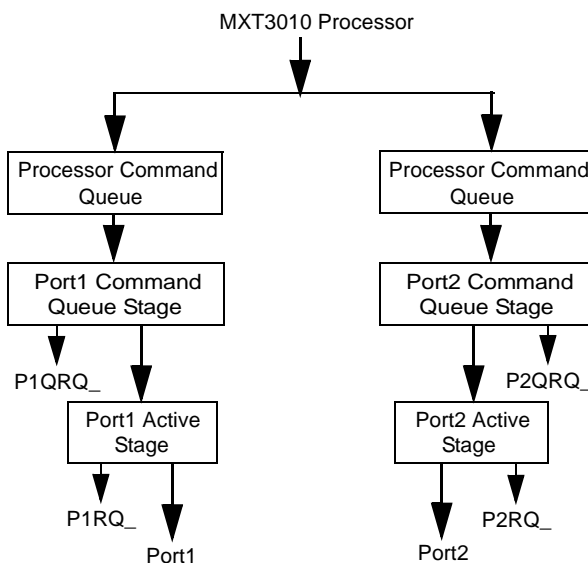 MXT3010 Processor
Processor Command
Queue
Processor Command
Queue
Port1 Command
Queue Stage
Port2 Command
Queue Stage
P1QRQ_
P2QRQ_
Port1 Active
Stage
Port2 Active
Stage
P1RQ_
P2RQ_
Port1
Port2